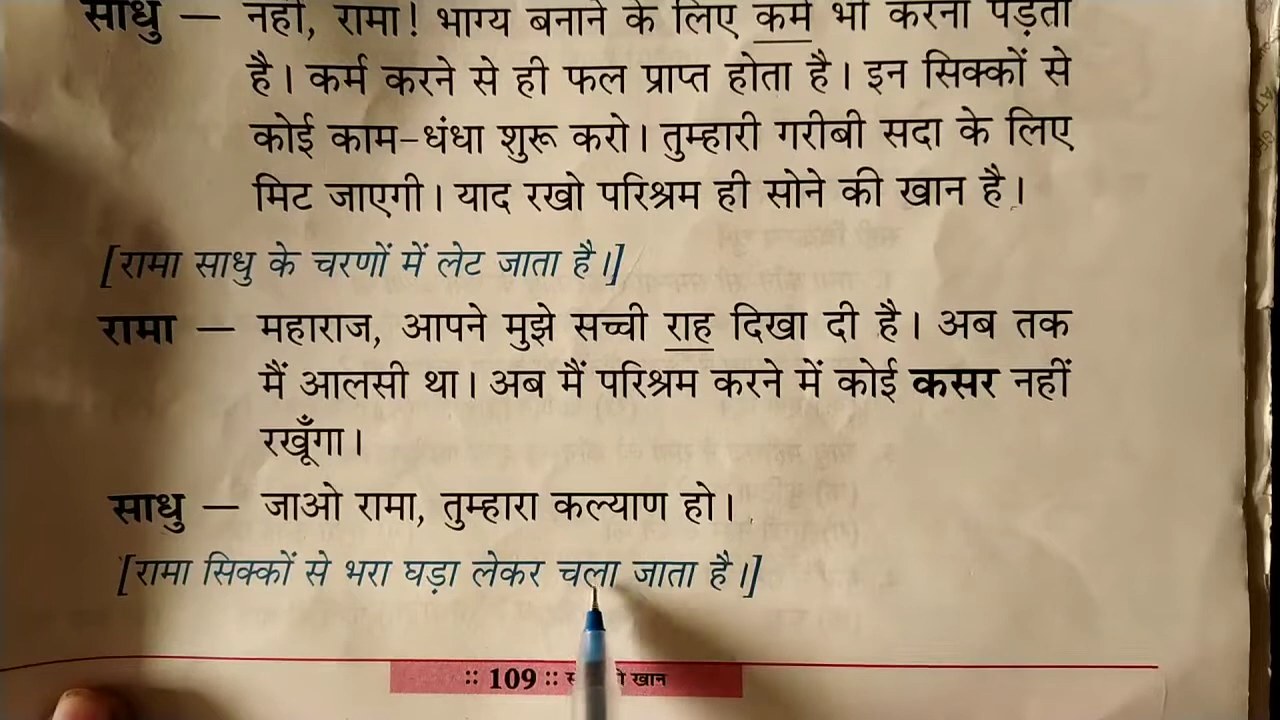 साधु — नहीं, रामा! भाग्य बनाने के लिए कर्म भी करना पड़ता
है। कर्म करने से ही फल प्राप्त होता है। इन सिक्कों से
कोई काम-धंधा शुरू करो। तुम्हारी गरीबी सदा के लिए
मिट जाएगी। याद रखो परिश्रम ही सोने की खान है।
[रामा साधु के चरणों में लेट जाता है।]
रामा — महाराज, आपने मुझे सच्ची राह दिखा दी है। अब तक
मैं आलसी था। अब मैं परिश्रम करने में कोई कसर नहीं
रखूँगा।
साधु — जाओ रामा, तुम्हारा कल्याण हो।
[रामा सिक्कों से भरा घड़ा लेकर चला जाता है।]
:: 109 :: खान